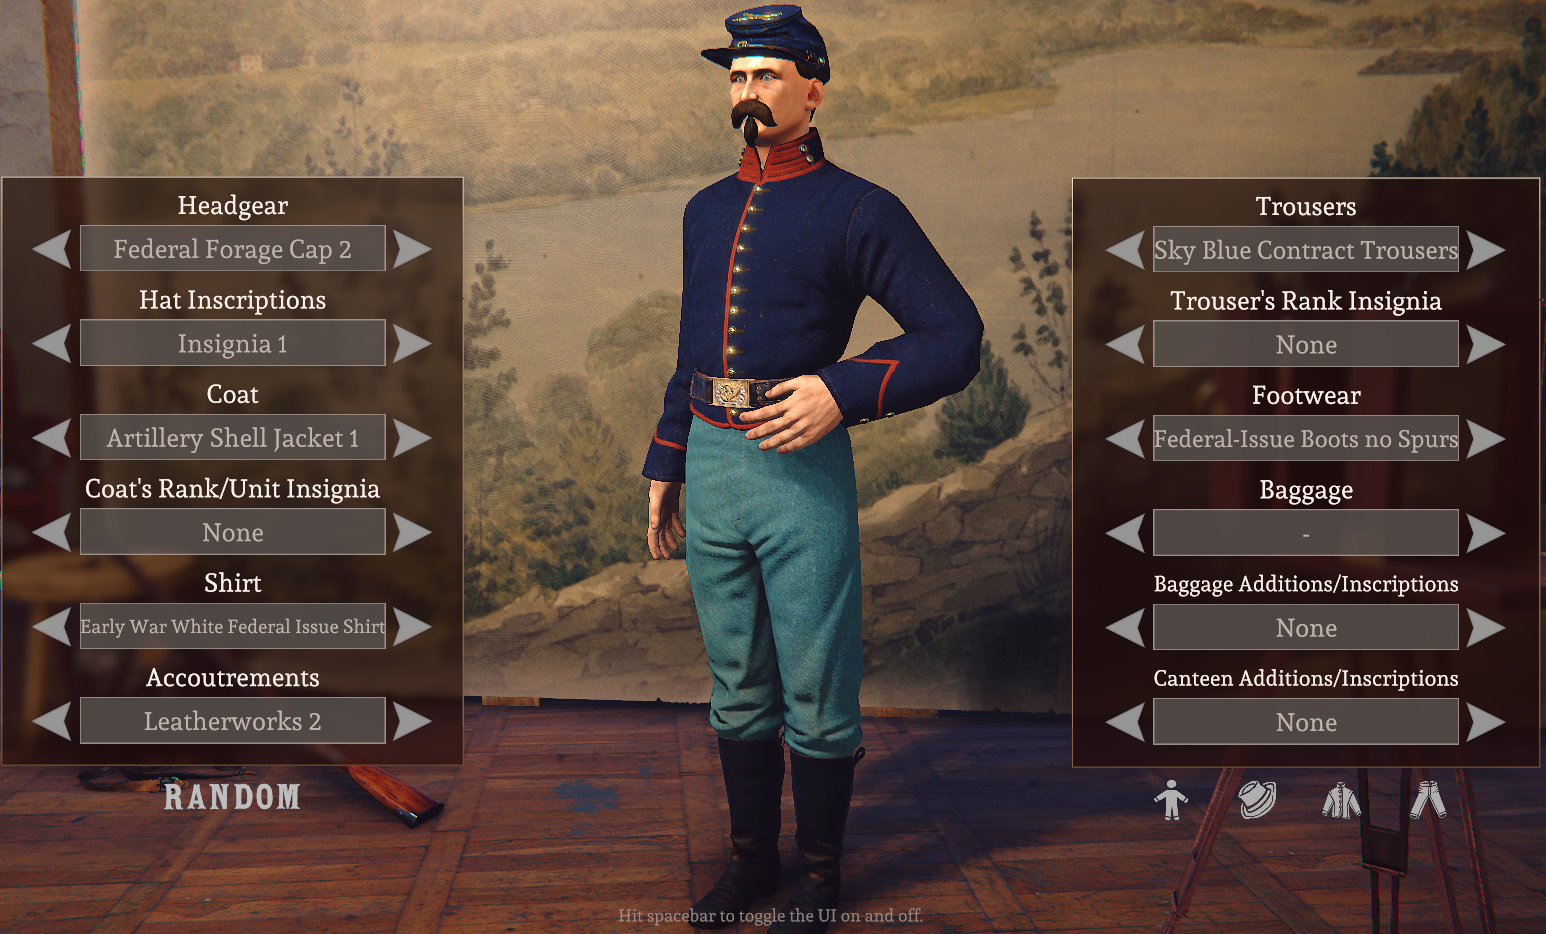 Headgear
Federal Forage Cap 2
Hat Inscriptions
Insignia 1
Coat
Artillery Shell Jacket 1
Coat's Rank/Unit Insignia
None
Shirt
Early War White Federal Issue Shirt
Accoutrements
Leatherworks 2
RANDOM
Trousers
Sky Blue Contract Trousers
Trouser's Rank Insignia
None
Footwear
Federal-Issue Boots no Spurs
Baggage
-
Baggage Additions/Inscriptions
None
Canteen Additions/Inscriptions
None
Hit spacebar to toggle the UI on and off.